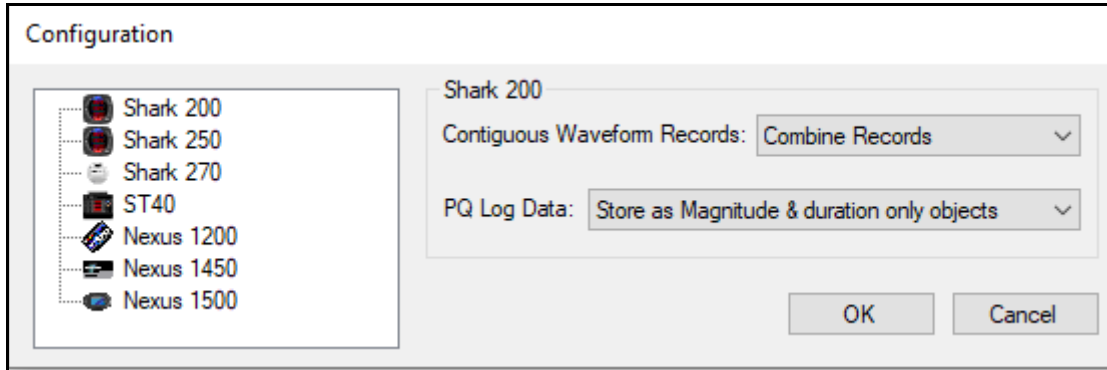 Configuration
Shark 200
Shark 250
Shark 270
ST40
Nexus 1200
Nexus 1450
Nexus 1500
Shark 200
Contiguous Waveform Records: Combine Records
PQ Log Data: Store as Magnitude & duration only objects
OK Cancel